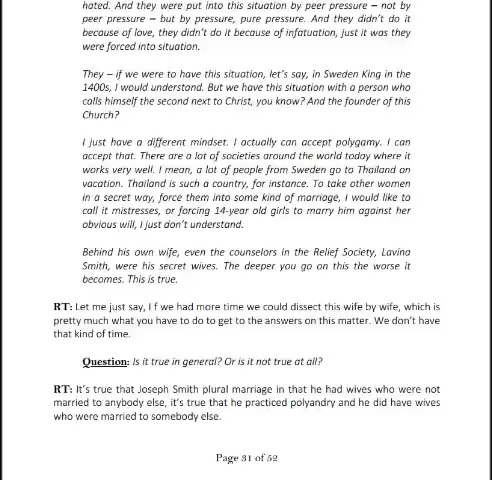 hated. And they were put into this situation by peer pressure – not by
peer pressure – but by pressure, pure pressure. And they didn't do it
because of love, they didn't do it because of infatuation, just it was they
were forced into situation.
They – if we were to have this situation, let's say, in Sweden King in the
1400s, I would understand. But we have this situation with a person who
calls himself the second next to Christ, you know? And the founder of this
Church?
I just have a different mindset. I actually can accept polygamy. I can
accept that. There are a lot of societies around the world today where it
works very well. I mean, a lot of people from Sweden go to Thailand on
vacation. Thailand is such a country, for instance. To take other women
in a secret way, force them into some kind of marriage, I would like to
call it mistresses, or forcing 14-year old girls to marry him against her
obvious will, I just don't understand.
Behind his own wife, even the counselors in the Relief Society, Lavina
Smith, were his secret wives. The deeper you go on this the worse it
becomes. This is true.
RT: Let me just say, I f we had more time we could dissect this wife by wife, which is
pretty much what you have to do to get to the answers on this matter. We don't have
that kind of time.
Question: Is it true in general? Or is it not true at all?
RT: It's true that Joseph Smith plural marriage in that he had wives who were not
married to anybody else, it's true that he practiced polyandry and he did have wives
who were married to somebody else.
Page 31 of 52